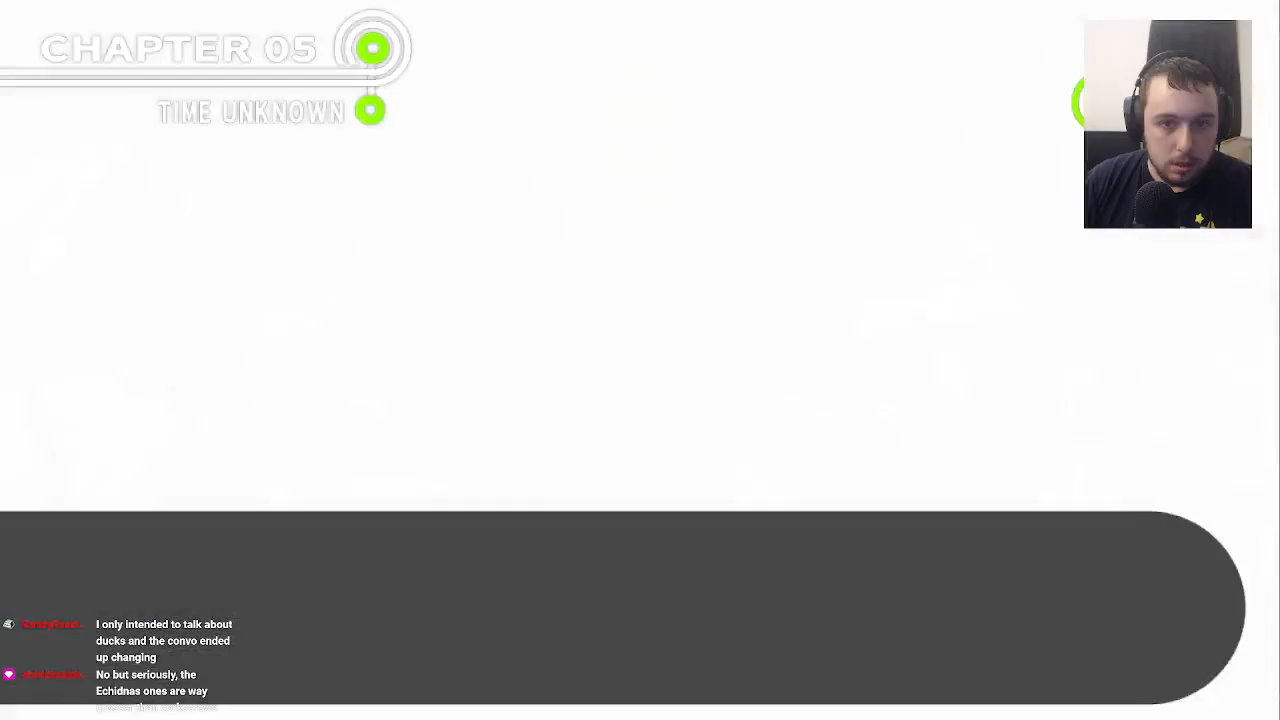 CHAPTER 05
TIME UNKNOWN
I only intended to talk about
ducks and the convo ended
up changing
No but seriously, the
Echidnas ones are way